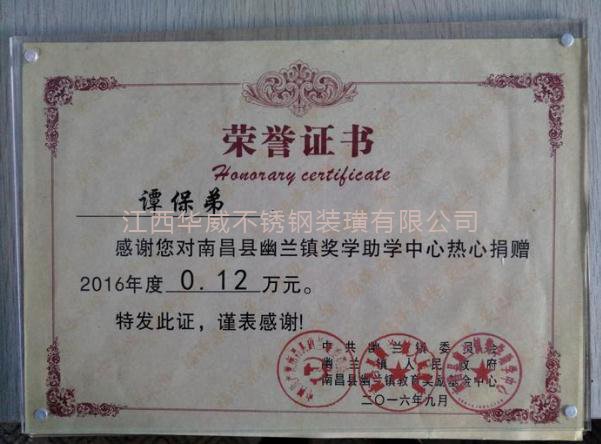 荣誉证书
Honorary certificate
谭保弟
江西华威不锈钢装璜有限公司
感谢您对南昌县幽兰镇奖学助学中心热心捐赠
2016年度 0.12 万元。
特发此证，谨表感谢!
中共幽兰镇委员会
幽兰镇人民政府
南昌县幽兰镇教育奖励基金中心
二〇一六年九月